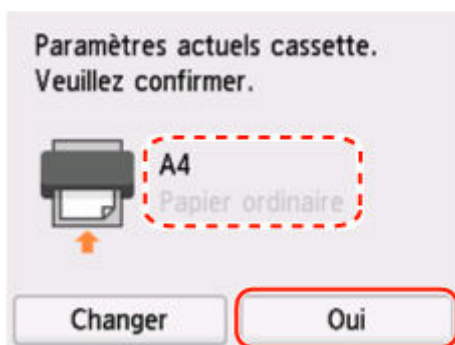 Paramètres actuels cassette.
Veuillez confirmer.
A4
Papier ordinaire
Changer
Oui